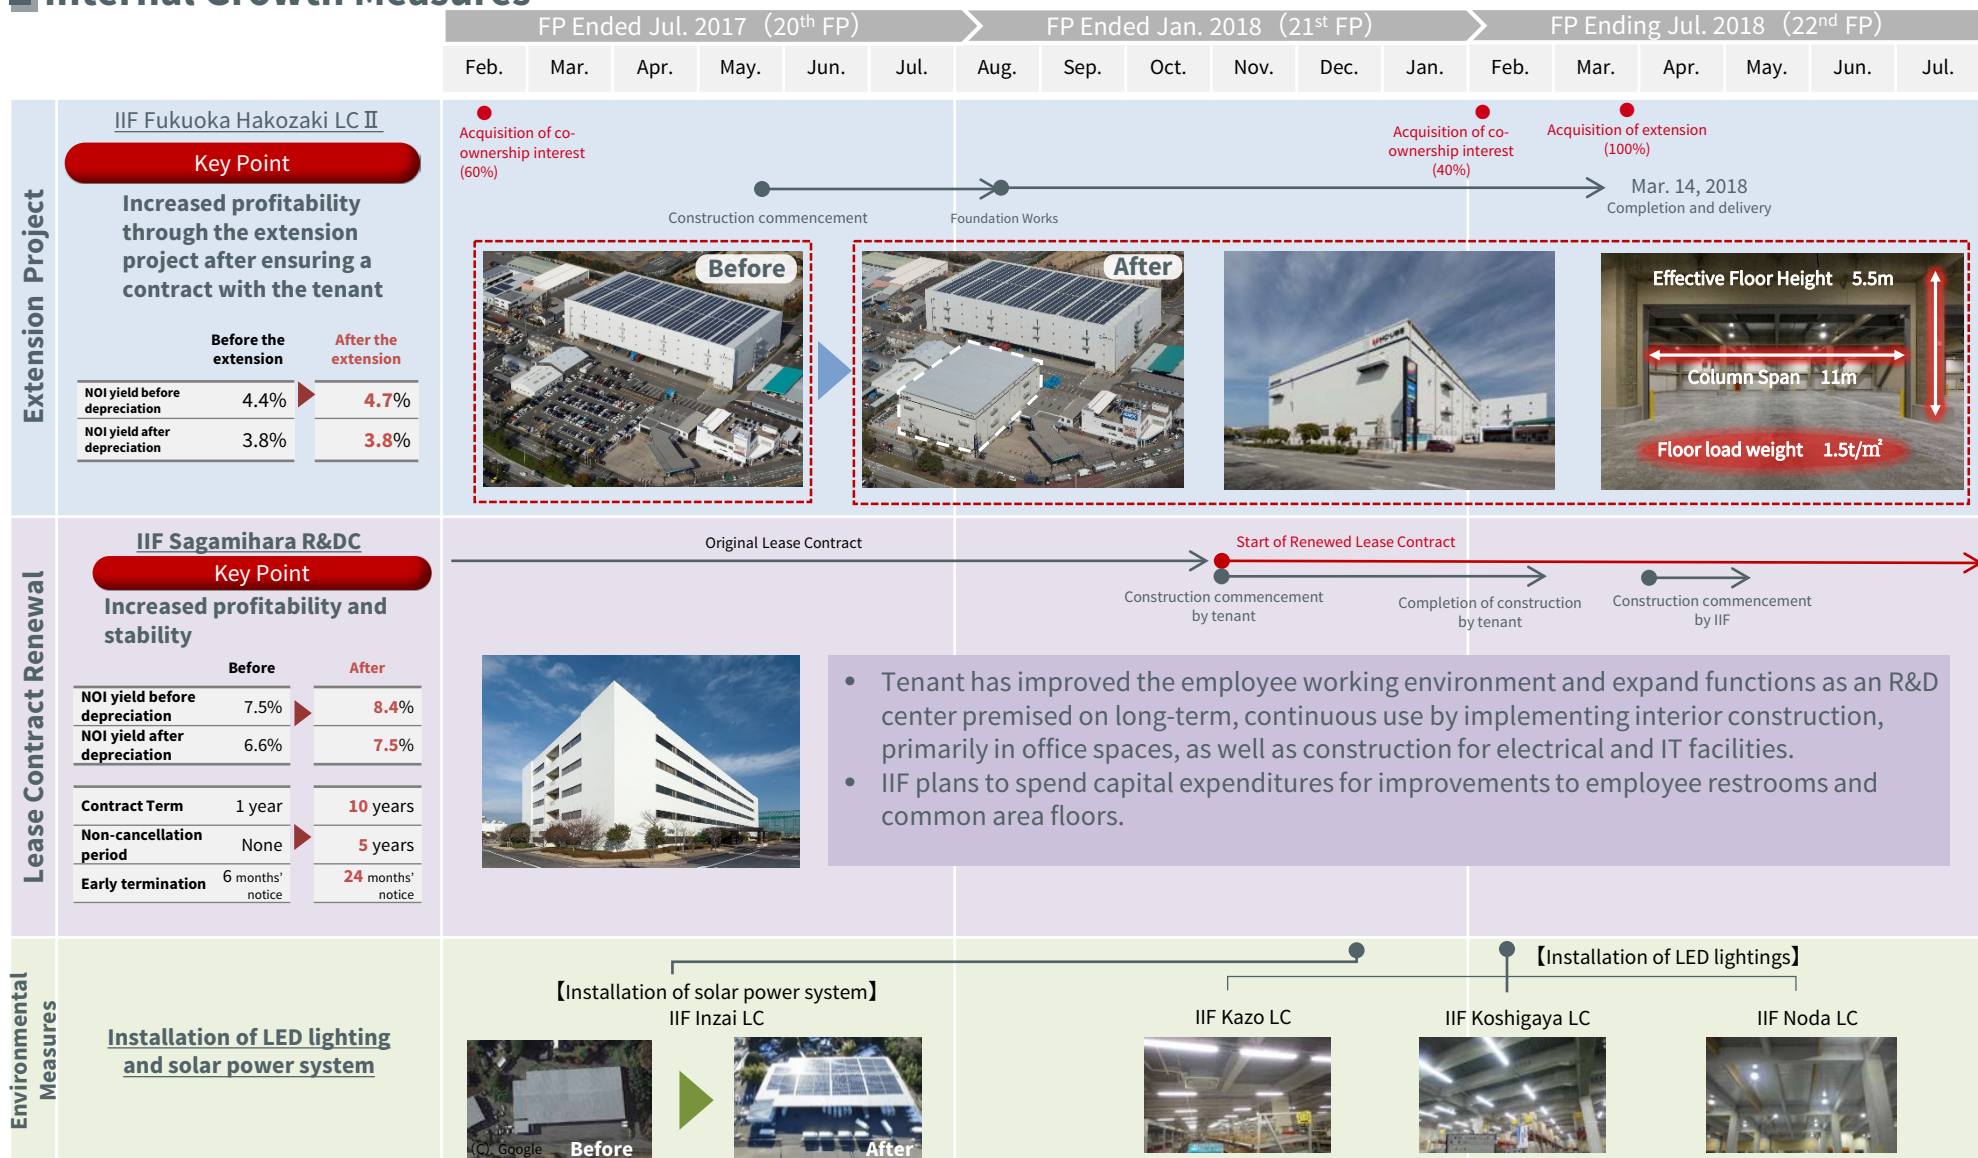 Internal Growth Measures
FP Ended Jul. 2017（20th FP）
FP Ended Jan. 2018（21st FP）
FP Ending Jul. 2018（22nd FP）
Feb. Mar. Apr. May. Jun. Jul. Aug. Sep. Oct. Nov. Dec. Jan. Feb. Mar. Apr. May. Jun. Jul.
Extension Project
IIF Fukuoka Hakozaki LC Ⅱ
Key Point
Increased profitability
through the extension
project after ensuring a
contract with the tenant
Before the
extension
After the
extension
NOI yield before
depreciation
4.4%
4.7%
NOI yield after
depreciation
3.8%
3.8%
Acquisition of co-
ownership interest
(60%)
Acquisition of co-
ownership interest
(40%)
Acquisition of extension
(100%)
Construction commencement
Foundation Works
Mar. 14, 2018
Completion and delivery
Before
After
Effective Floor Height 5.5m
Column Span 11m
Floor load weight 1.5t/㎡
Lease Contract Renewal
IIF Sagamihara R&DC
Key Point
Increased profitability and
stability
Before
After
NOI yield before
depreciation
7.5%
8.4%
NOI yield after
depreciation
6.6%
7.5%
Contract Term
1 year
10 years
Non-cancellation
period
None
5 years
Early termination
6 months'
notice
24 months'
notice
Original Lease Contract
Start of Renewed Lease Contract
Construction commencement
by tenant
Completion of construction
by tenant
Construction commencement
by IIF
• Tenant has improved the employee working environment and expand functions as an R&D
center premised on long-term, continuous use by implementing interior construction,
primarily in office spaces, as well as construction for electrical and IT facilities.
• IIF plans to spend capital expenditures for improvements to employee restrooms and
common area floors.
Environmental
Measures
Installation of LED lighting
and solar power system
【Installation of solar power system】
IIF Inzai LC
(C) Google
Before
After
【Installation of LED lightings】
IIF Kazo LC
IIF Koshigaya LC
IIF Noda LC